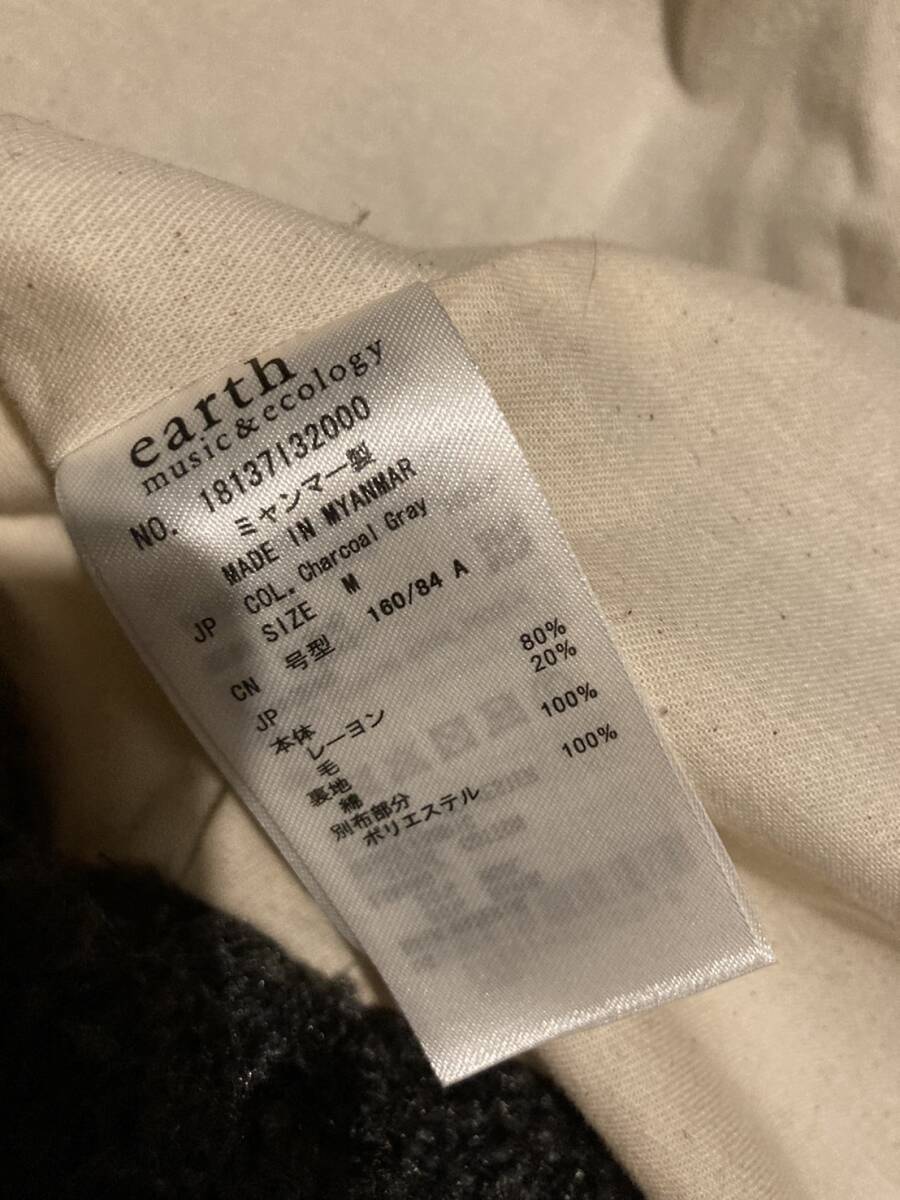 earth
music&ecology
NO. 18137132000
ミャンマー製
MADE IN MYANMAR
JP COL. Charcoal Gray
SIZE M
CN 号型 160/84 A
JP
本体
レーヨン 80%
毛 20%
裏地
綿 100%
別布部分
ポリエステル 100%